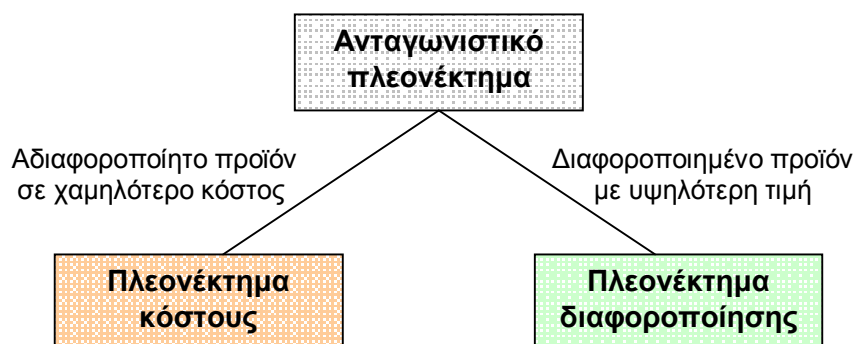 Ανταγωνιστικό
πλεονέκτημα
Αδιαφοροποίητο προϊόν
σε χαμηλότερο κόστος
Διαφοροποιημένο προϊόν
με υψηλότερη τιμή
Πλεονέκτημα
κόστους
Πλεονέκτημα
διαφοροποίησης